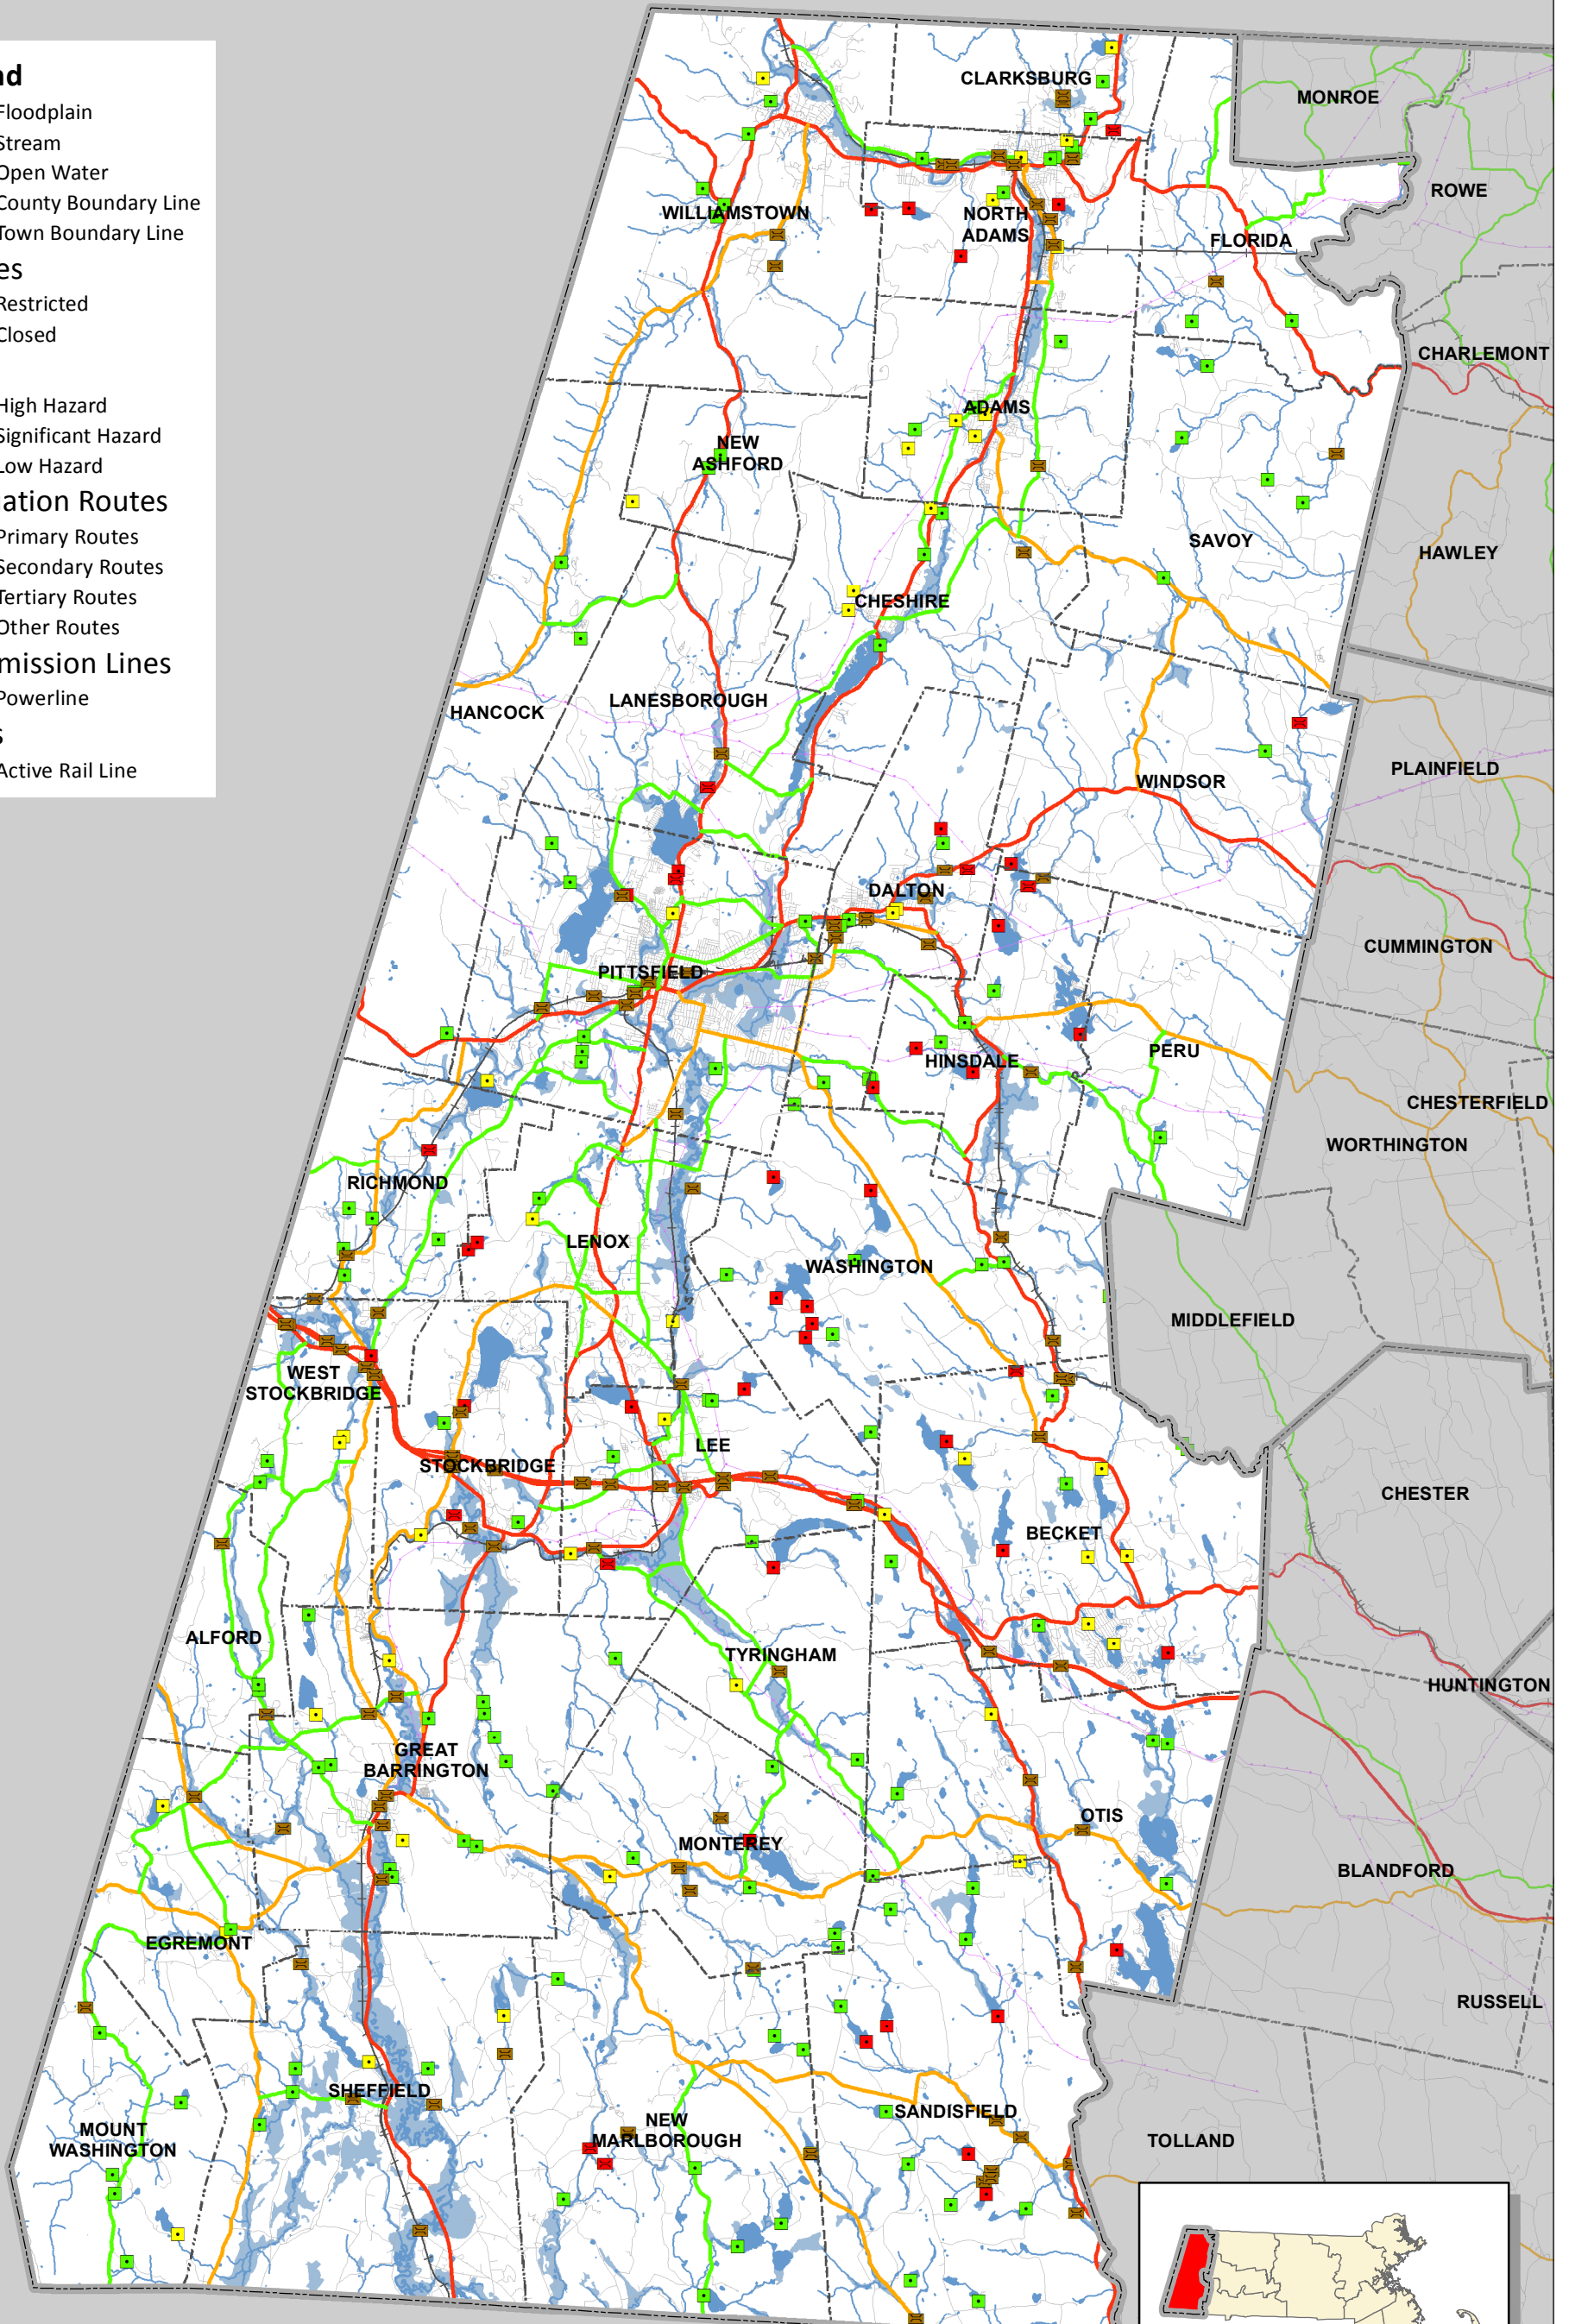 nd
Floodplain
Stream
Open Water
County Boundary Line
Town Boundary Line
es
Restricted
Closed
High Hazard
Significant Hazard
Low Hazard
ation Routes
Primary Routes
Secondary Routes
Tertiary Routes
Other Routes
mission Lines
Powerline
s
Active Rail Line
CLARKSBURG
MONROE
ROWE
WILLIAMSTOWN
NORTH
ADAMS
FLORIDA
CHARLEMONT
ADAMS
NEW
ASHFORD
SAVOY
HAWLEY
CHESHIRE
LANESBOROUGH
HANCOCK
PLAINFIELD
WINDSOR
DALTON
CUMMINGTON
PITTSFIELD
HINSDALE
PERU
CHESTERFIELD
WORTHINGTON
RICHMOND
LENOX
WASHINGTON
MIDDLEFIELD
WEST
STOCKBRIDGE
LEE
STOCKBRIDGE
CHESTER
BECKET
ALFORD
TYRINGHAM
HUNTINGTON
GREAT
BARRINGTON
OTIS
MONTEREY
BLANDFORD
EGREMONT
RUSSELL
SHEFFIELD
SANDISFIELD
MOUNT
WASHINGTON
NEW
MARLBOROUGH
TOLLAND